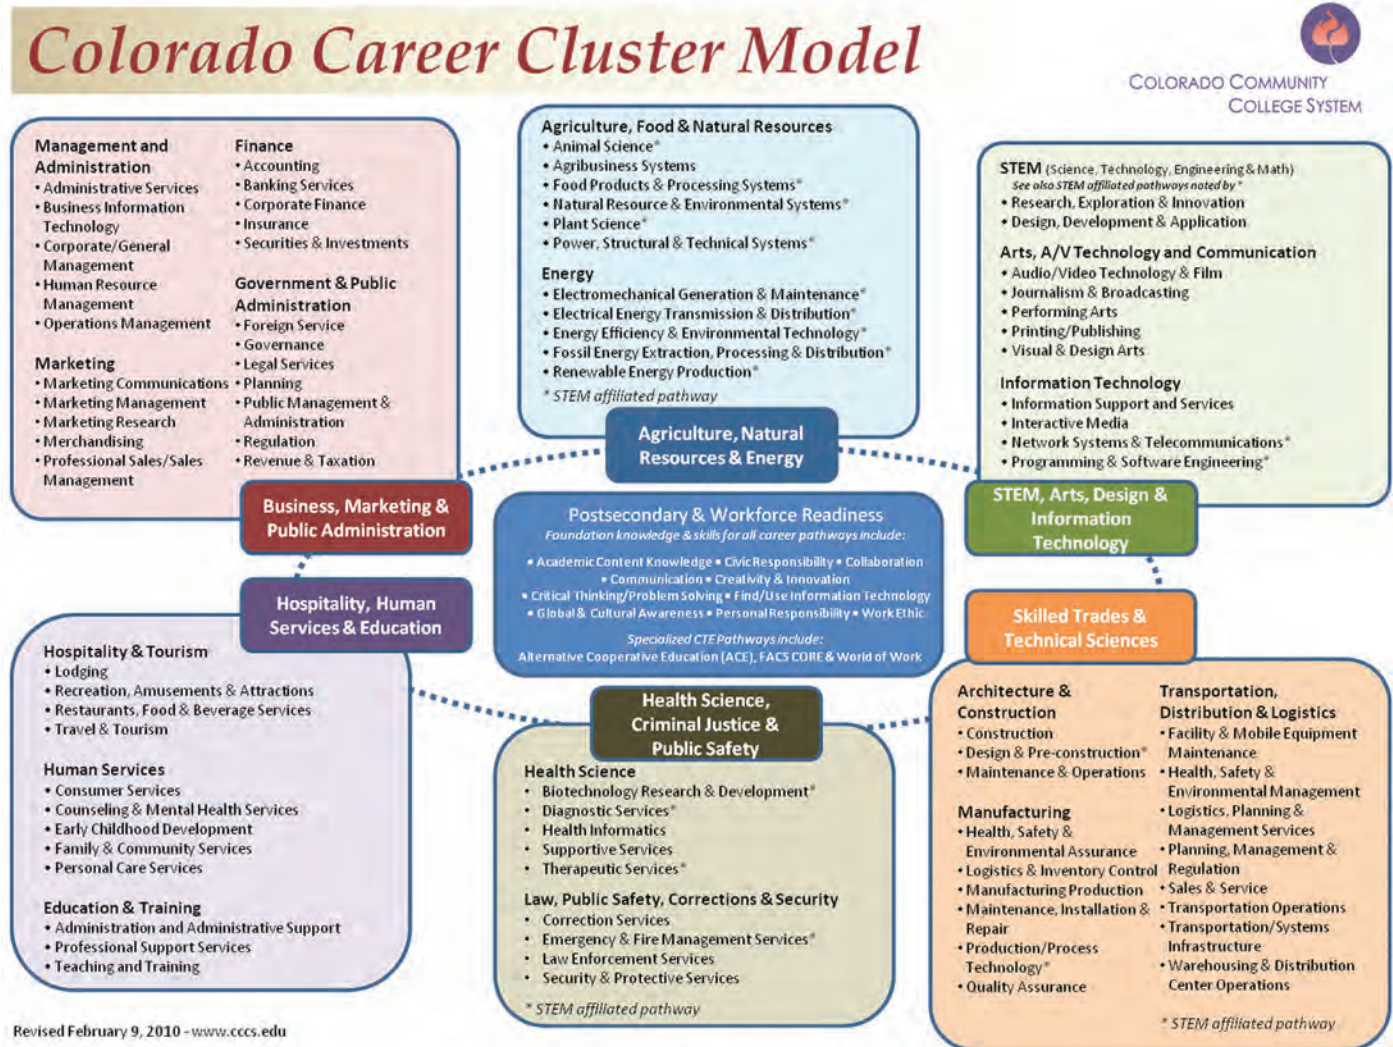 Colorado Career Cluster Model
COLORADO COMMUNITY
COLLEGE SYSTEM
Management and
Administration
• Administrative Services
• Business Information
Technology
• Corporate/General
Management
• Human Resource
Management
• Operations Management
Marketing
• Marketing Communications
• Marketing Management
• Marketing Research
• Merchandising
• Professional Sales/Sales
Management
Finance
• Accounting
• Banking Services
• Corporate Finance
• Insurance
• Securities & Investments
Government & Public
Administration
• Foreign Service
• Governance
• Legal Services
• Planning
• Public Management &
Administration
• Regulation
• Revenue & Taxation
Business, Marketing &
Public Administration
Agriculture, Food & Natural Resources
• Animal Science*
• Agribusiness Systems
• Food Products & Processing Systems*
• Natural Resource & Environmental Systems*
• Plant Science*
• Power, Structural & Technical Systems*
Energy
• Electromechanical Generation & Maintenance*
• Electrical Energy Transmission & Distribution*
• Energy Efficiency & Environmental Technology*
• Fossil Energy Extraction, Processing & Distribution*
• Renewable Energy Production*
* STEM affiliated pathway
Agriculture, Natural
Resources & Energy
STEM (Science, Technology, Engineering & Math)
See also STEM affiliated pathways noted by *
• Research, Exploration & Innovation
• Design, Development & Application
Arts, A/V Technology and Communication
• Audio/Video Technology & Film
• Journalism & Broadcasting
• Performing Arts
• Printing/Publishing
• Visual & Design Arts
Information Technology
• Information Support and Services
• Interactive Media
• Network Systems & Telecommunications*
• Programming & Software Engineering*
STEM, Arts, Design &
Information
Technology
Postsecondary & Workforce Readiness
Foundation knowledge & skills for all career pathways include:
• Academic Content Knowledge • Civic Responsibility • Collaboration
• Communication • Creativity & Innovation
• Critical Thinking/Problem Solving • Find/Use Information Technology
• Global & Cultural Awareness • Personal Responsibility • Work Ethic
Specialized CTE Pathways include:
Alternative Cooperative Education (ACE), FACS CORE & World of Work
Hospitality, Human
Services & Education
Hospitality & Tourism
• Lodging
• Recreation, Amusements & Attractions
• Restaurants, Food & Beverage Services
• Travel & Tourism
Human Services
• Consumer Services
• Counseling & Mental Health Services
• Early Childhood Development
• Family & Community Services
• Personal Care Services
Education & Training
• Administration and Administrative Support
• Professional Support Services
• Teaching and Training
Health Science,
Criminal Justice &
Public Safety
Health Science
• Biotechnology Research & Development*
• Diagnostic Services*
• Health Informatics
• Supportive Services
• Therapeutic Services*
Law, Public Safety, Corrections & Security
• Correction Services
• Emergency & Fire Management Services*
• Law Enforcement Services
• Security & Protective Services
* STEM affiliated pathway
Skilled Trades &
Technical Sciences
Architecture &
Construction
• Construction
• Design & Pre-construction*
• Maintenance & Operations
Manufacturing
• Health, Safety &
Environmental Assurance
• Logistics & Inventory Control
• Manufacturing Production
• Maintenance, Installation &
Repair
• Production/Process
Technology*
• Quality Assurance
Transportation,
Distribution & Logistics
• Facility & Mobile Equipment
Maintenance
• Health, Safety &
Environmental Management
• Logistics, Planning &
Management Services
• Planning, Management &
Regulation
• Sales & Service
• Transportation Operations
• Transportation/Systems
Infrastructure
• Warehousing & Distribution
Center Operations
* STEM affiliated pathway
Revised February 9, 2010 - www.cccs.edu